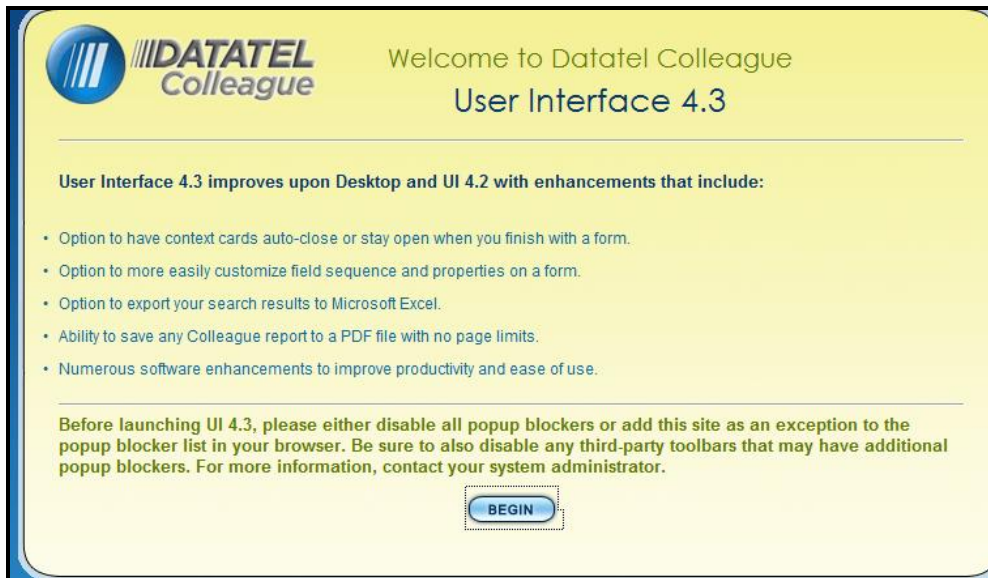 DATATEL
Colleague
Welcome to Datatel Colleague
User Interface 4.3
User Interface 4.3 improves upon Desktop and UI 4.2 with enhancements that include:
• Option to have context cards auto-close or stay open when you finish with a form.
• Option to more easily customize field sequence and properties on a form.
• Option to export your search results to Microsoft Excel.
• Ability to save any Colleague report to a PDF file with no page limits.
• Numerous software enhancements to improve productivity and ease of use.
Before launching UI 4.3, please either disable all popup blockers or add this site as an exception to the
popup blocker list in your browser. Be sure to also disable any third-party toolbars that may have additional
popup blockers. For more information, contact your system administrator.
BEGIN